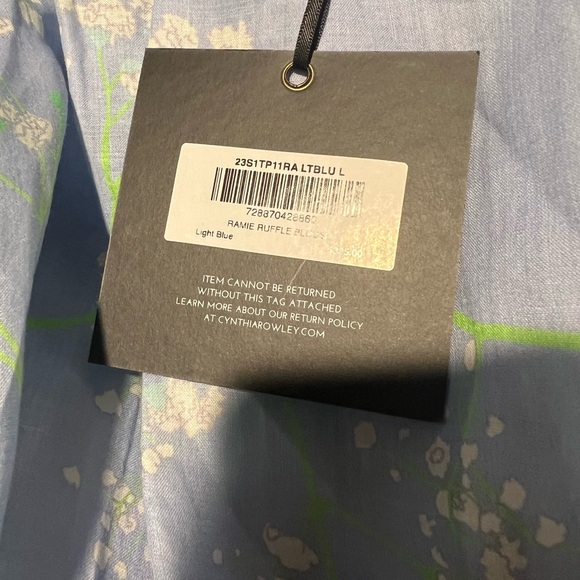 23S1TP11RA LTBLU L
RAMIE RUFFLE
Light Blue
ITEM CANNOT BE RETURNED
WITHOUT THIS TAG ATTACHED
LEARN MORE ABOUT OUR RETURN POLICY
AT CYNTHIAROWLEY.COM